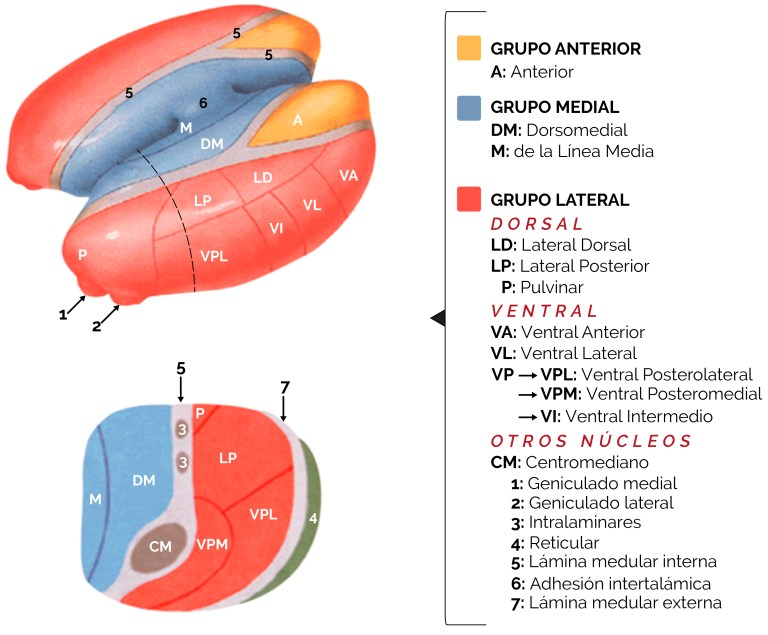 5
5
5
6
M
A
DM
VA
LD
LP
VL
VI
P
VPL
1
2
5
7
P
3
3
LP
DM
M
VPL
4
CM
VPM
GRUPO ANTERIOR
A: Anterior
GRUPO MEDIAL
DM: Dorsomedial
M: de la Línea Media
GRUPO LATERAL
DORSAL
LD: Lateral Dorsal
LP: Lateral Posterior
P: Pulvinar
VENTRAL
VA: Ventral Anterior
VL: Ventral Lateral
VP → VPL: Ventral Posterolateral
→ VPM: Ventral Posteromedial
→ VI: Ventral Intermedio
OTROS NÚCLEOS
CM: Centromediano
1: Geniculado medial
2: Geniculado lateral
3: Intralaminares
4: Reticular
5: Lámina medular interna
6: Adhesión intertalámica
7: Lámina medular externa